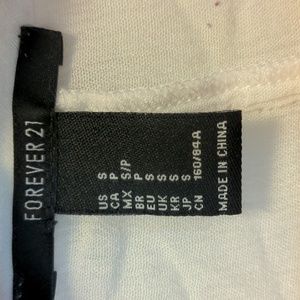 FOREVER 21
US S
CA P
MX S/P
BR P
EU S
UK S
KR S
JP S
CN 160/84A
MADE IN CHINA